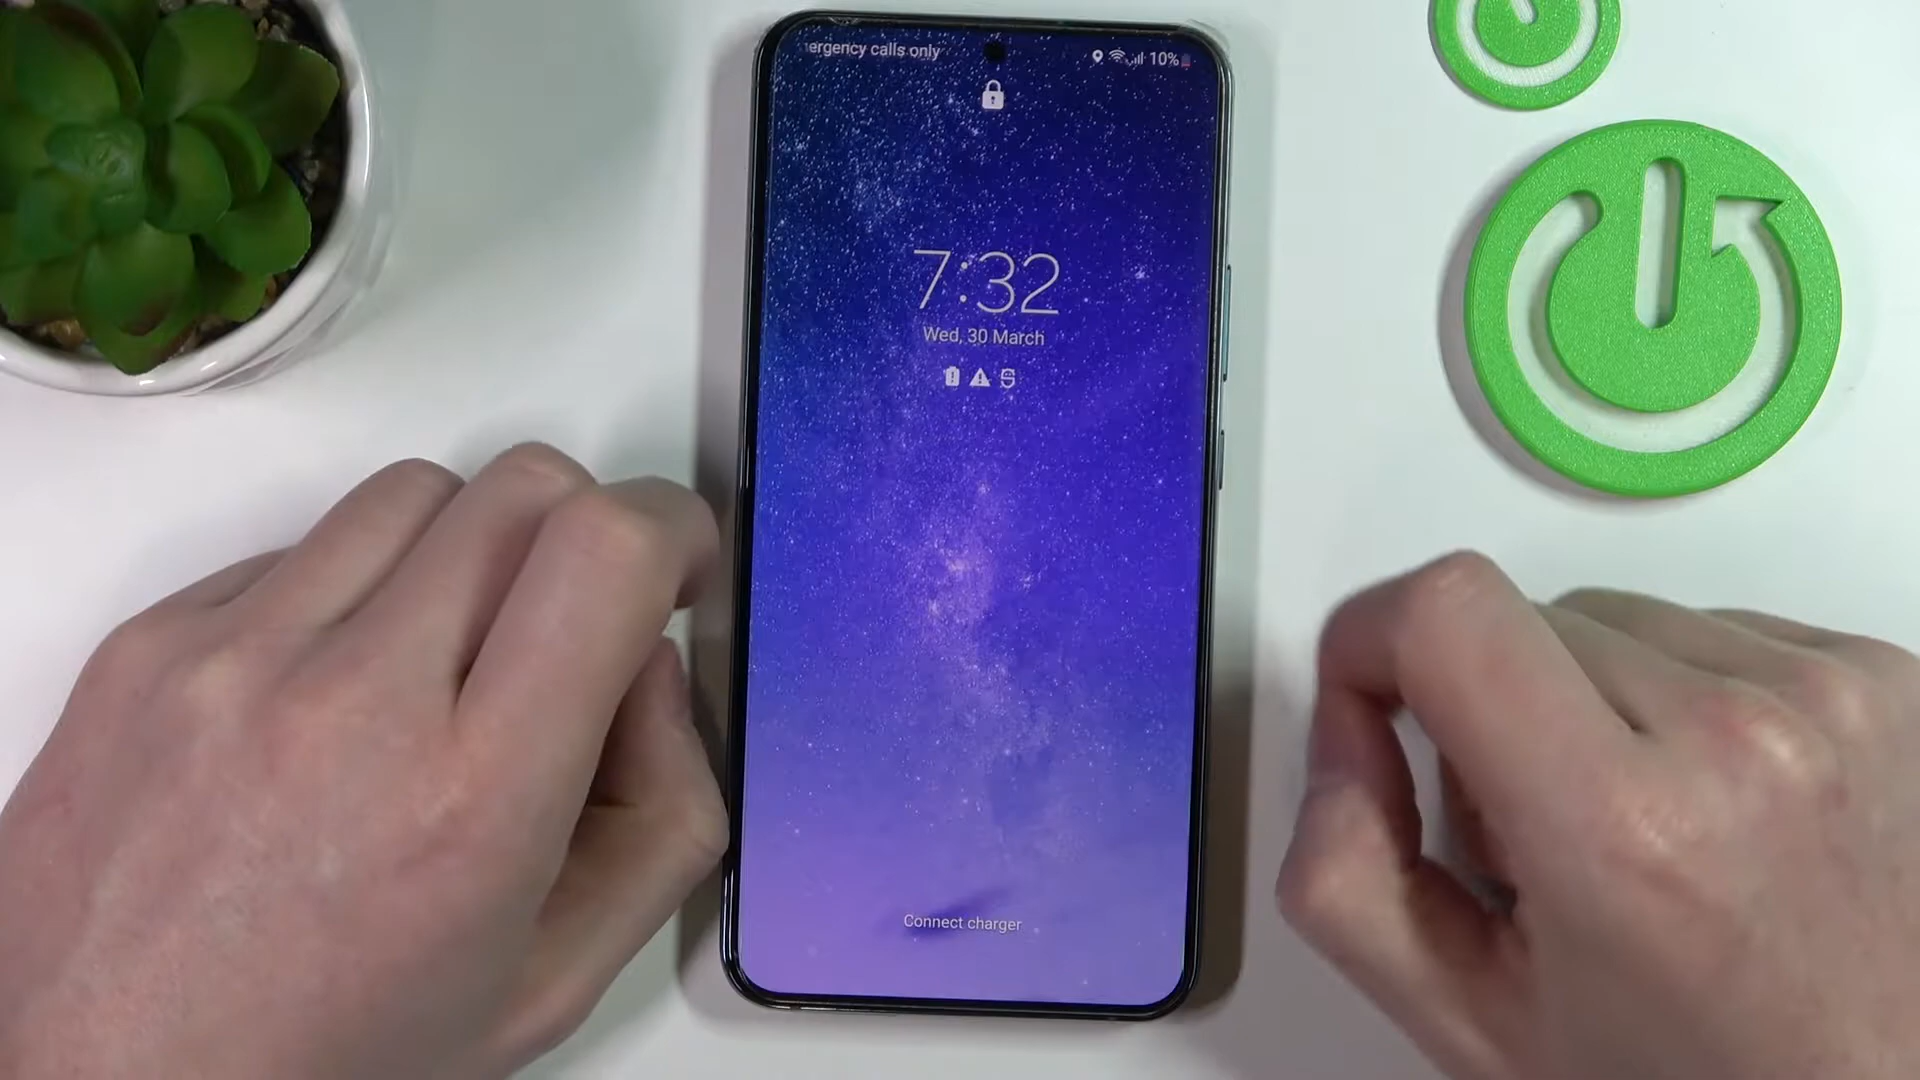 ergency calls only
10%
7:32
Wed, 30 March
Connect charger